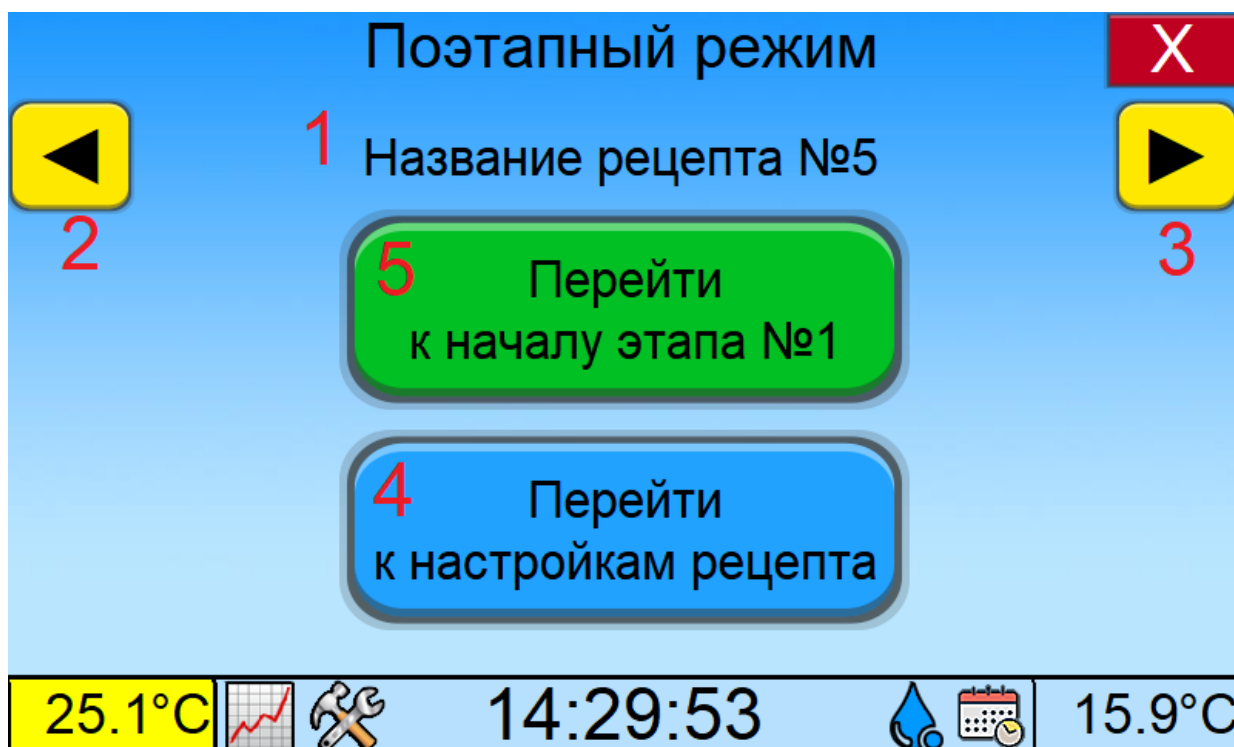 Поэтапный режим
X
1
Название рецепта №5
2
3
5
Перейти
к началу этапа №1
4
Перейти
к настройкам рецепта
25.1°C
14:29:53
15.9°C